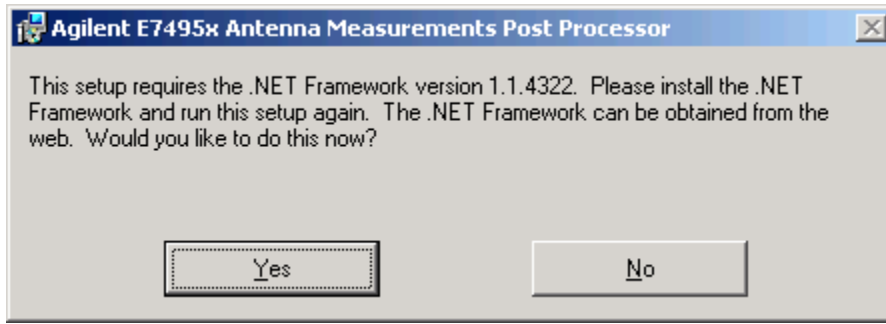 Agilent E7495x Antenna Measurements Post Processor
This setup requires the .NET Framework version 1.1.4322.  Please install the .NET
Framework and run this setup again.  The .NET Framework can be obtained from the
web.  Would you like to do this now?
Yes
No